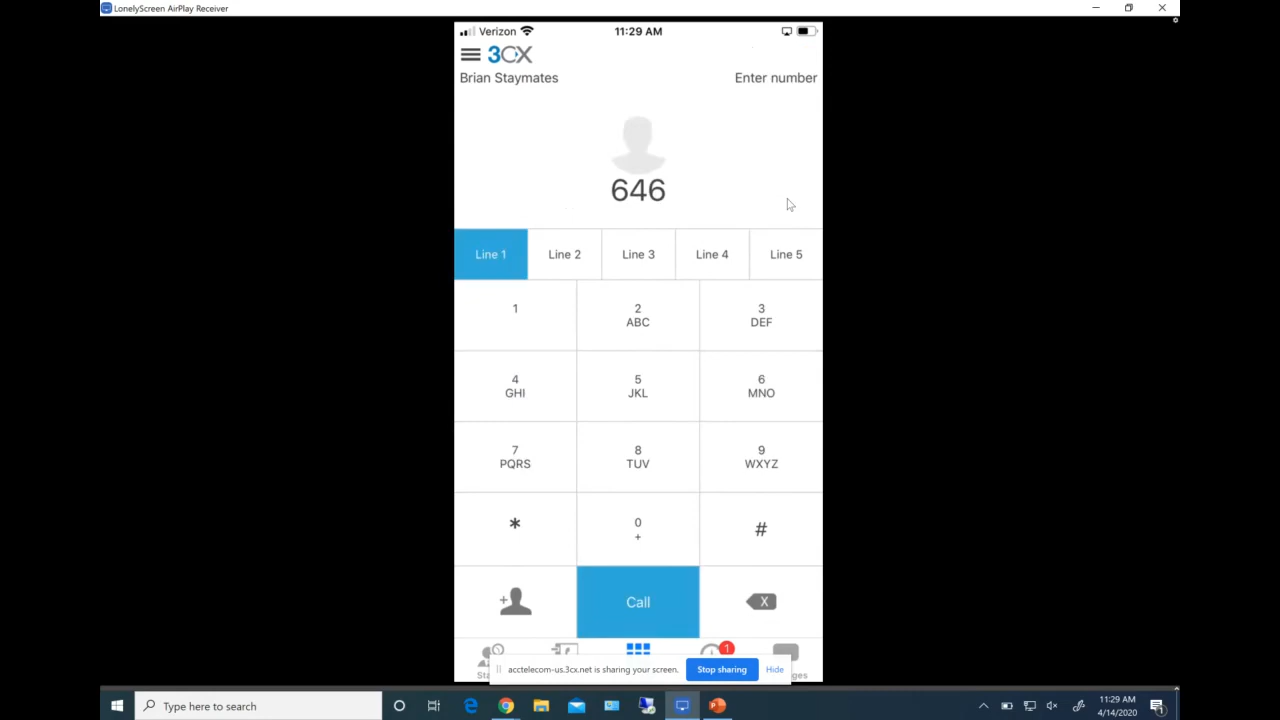 LonelyScreen AirPlay Receiver
Verizon
11:29 AM
3CX
Brian Staymates
Enter number
646
Line 1
Line 2
Line 3
Line 4
Line 5
1
2
ABC
3
DEF
4
GHI
5
JKL
6
MNO
7
PQRS
8
TUV
9
WXYZ
*
0
+
#
+
Call
X
1
acctelecom-us.3cx.net is sharing your screen.
Stop sharing
Hide
Type here to search
11:29 AM
4/14/2020
1